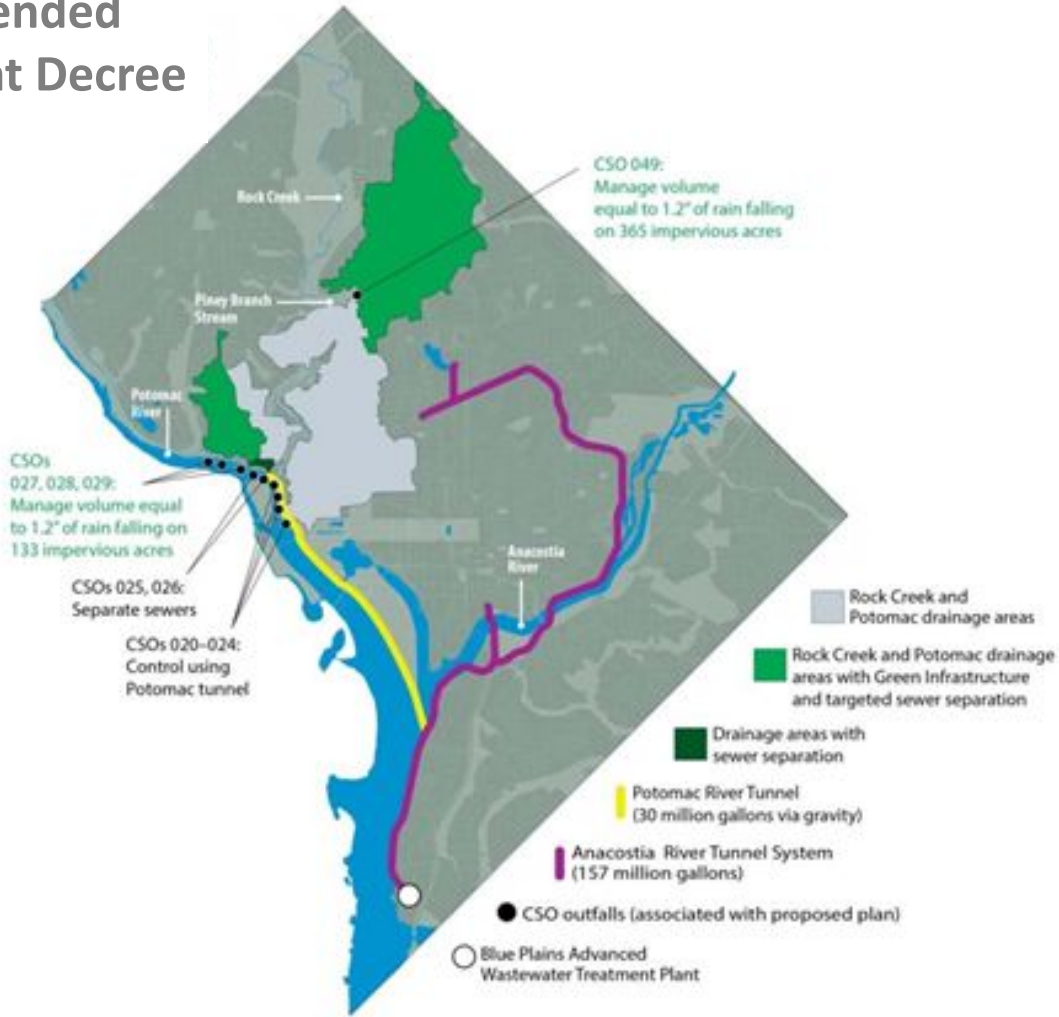 ended
nt Decree
CSO 049:
Manage volume
equal to 1.2" of rain falling
on 365 impervious acres
Rock Creek
Piney Branch
Stream
Potomac
River
CSOs
027, 028, 029:
Manage volume equal
to 1.2" of rain falling on
133 impervious acres
CSOs 025, 026:
Separate sewers
CSOs 020–024:
Control using
Potomac tunnel
Anacostia
River
Rock Creek and
Potomac drainage areas
Rock Creek and Potomac drainage
areas with Green Infrastructure
and targeted sewer separation
Drainage areas with
sewer separation
Potomac River Tunnel
(30 million gallons via gravity)
Anacostia River Tunnel System
(157 million gallons)
CSO outfalls (associated with proposed plan)
Blue Plains Advanced
Wastewater Treatment Plant